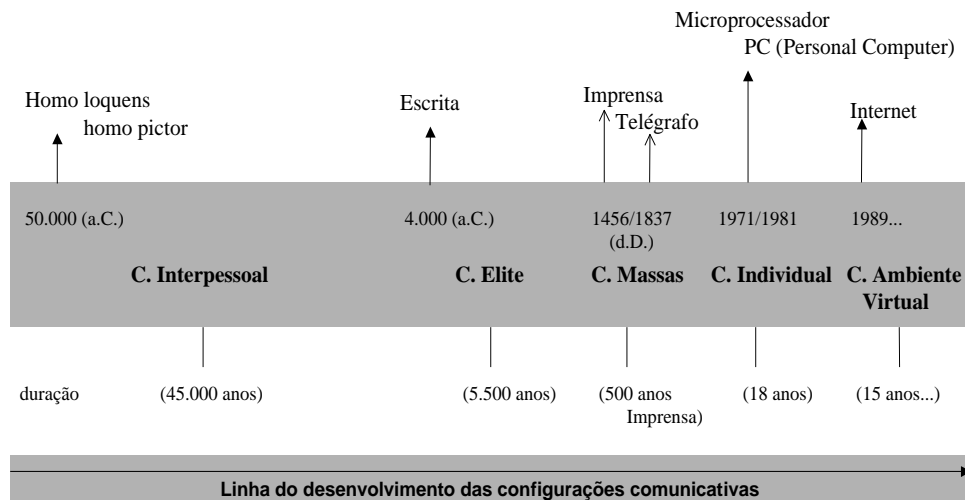 Microprocessador
PC (Personal Computer)
Homo loquens
homo pictor
Escrita
Imprensa
Telégrafo
Internet
50.000 (a.C.)
4.000 (a.C.)
1456/1837
(d.D.)
1971/1981
1989...
C. Interpessoal
C. Elite
C. Massas
C. Individual
C. Ambiente
Virtual
duração
(45.000 anos)
(5.500 anos)
(500 anos
Imprensa)
(18 anos)
(15 anos...)
Linha do desenvolvimento das configurações comunicativas